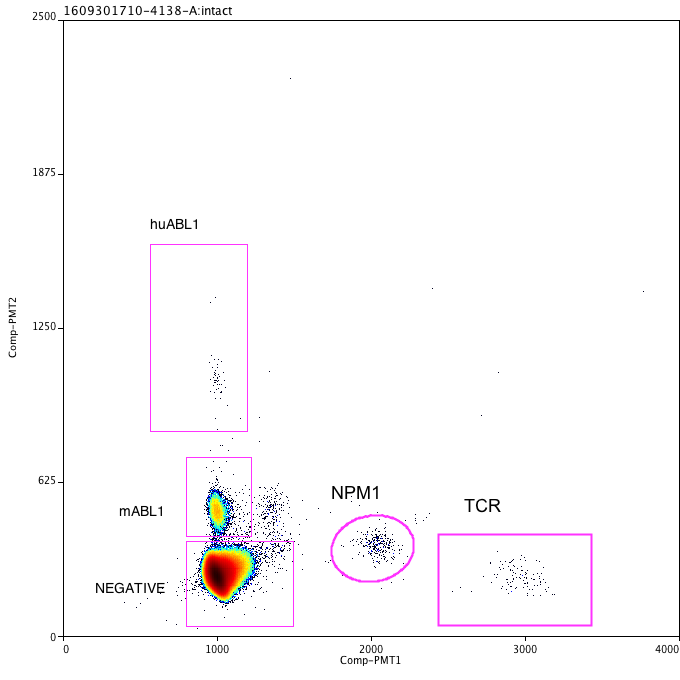 1609301710-4138-A:intact
2500
1875
huABL1
1250
Comp-PMT2
625
NPM1
TCR
mABL1
NEGATIVE
0
0 1000 2000 3000 4000
Comp-PMT1